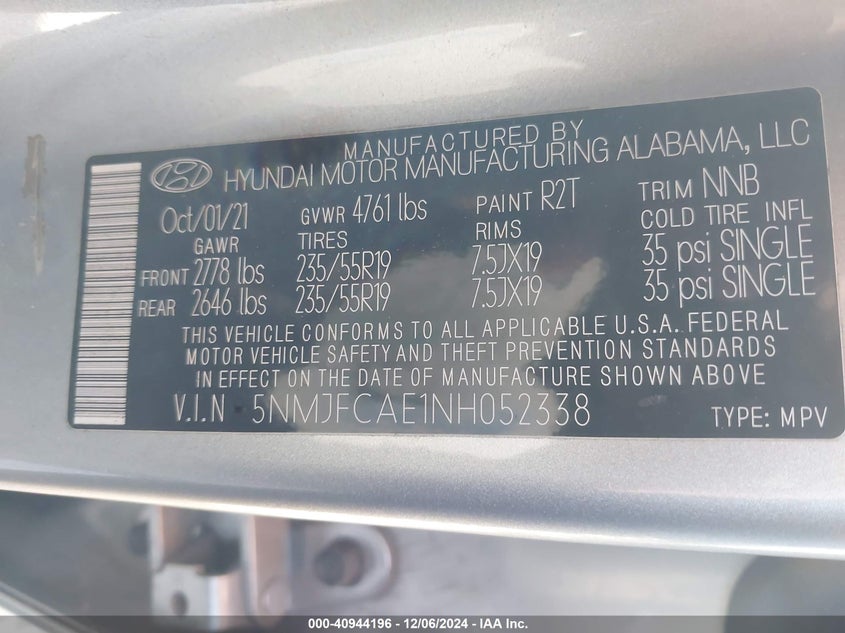 MANUFACTURED BY
HYUNDAI MOTOR MANUFACTURING ALABAMA, LLC
Oct/01/21 GVWR 4761 lbs PAINT R2T TRIM NNB
GAWR TIRES RIMS COLD TIRE INFL
FRONT 2778 lbs 235/55R19 7.5JX19 35 psi SINGLE
REAR 2646 lbs 235/55R19 7.5JX19 35 psi SINGLE
THIS VEHICLE CONFORMS TO ALL APPLICABLE U.S.A. FEDERAL
MOTOR VEHICLE SAFETY AND THEFT PREVENTION STANDARDS
IN EFFECT ON THE DATE OF MANUFACTURE SHOWN ABOVE
V.I.N 5NMJFCAE1NH052338 TYPE: MPV
000-40944196 - 12/06/2024 - IAA Inc.